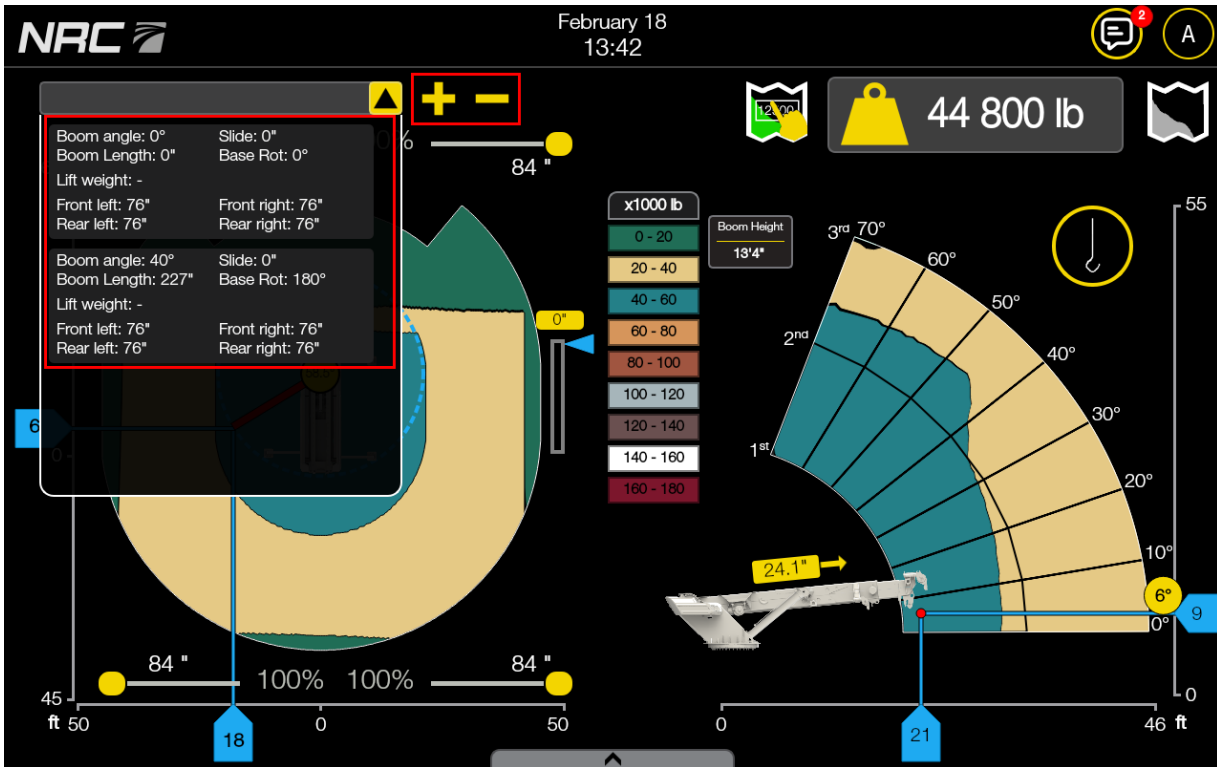 NRC
February 18
13:42
2
A
84 "
12000
44 800 lb
Boom angle: 0° Slide: 0"
Boom Length: 0" Base Rot: 0°
Lift weight: -
Front left: 76" Front right: 76"
Rear left: 76" Rear right: 76"
Boom angle: 40° Slide: 0"
Boom Length: 227" Base Rot: 180°
Lift weight: -
Front left: 76" Front right: 76"
Rear left: 76" Rear right: 76"
6
0
0"
x1000 lb
0 - 20
20 - 40
40 - 60
60 - 80
80 - 100
100 - 120
120 - 140
140 - 160
160 - 180
Boom Height
13'4"
3rd 70°
60°
50°
2nd
40°
30°
1st
20°
10°
0°
55
24.1"
6°
9
0
84 "
100% 100%
84 "
45
ft 50 0 50
18
0 46 ft
21